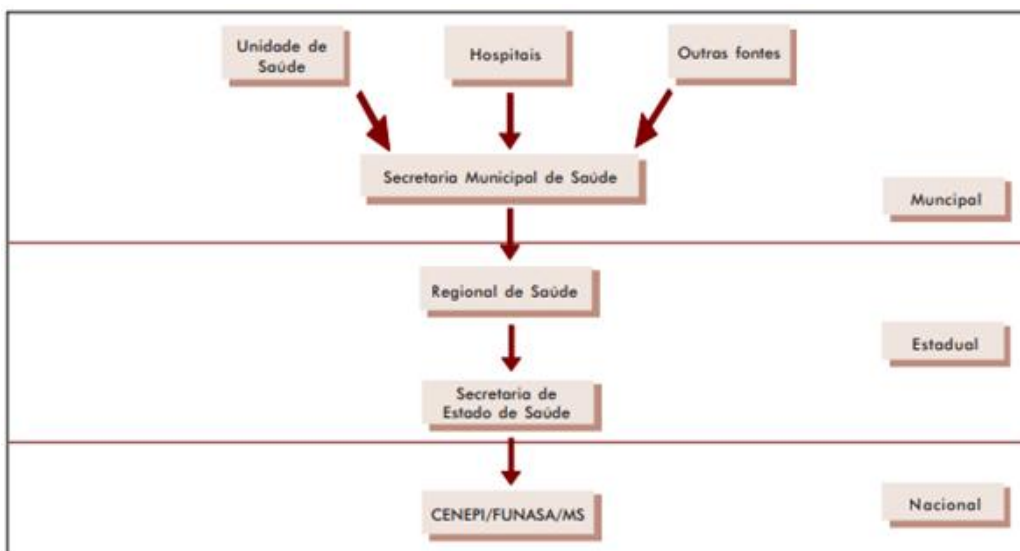 Unidade de
Saúde
Hospitais
Outras fontes
Secretaria Municipal de Saúde
Muncipal
Regional de Saúde
Estadual
Secretaria de
Estado de Saúde
CENEPI/FUNASA/MS
Nacional